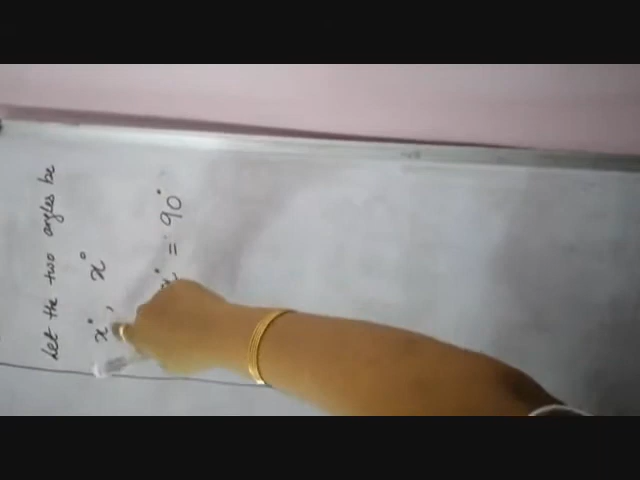 Let the two angles be
x°, x°
x° = 90°